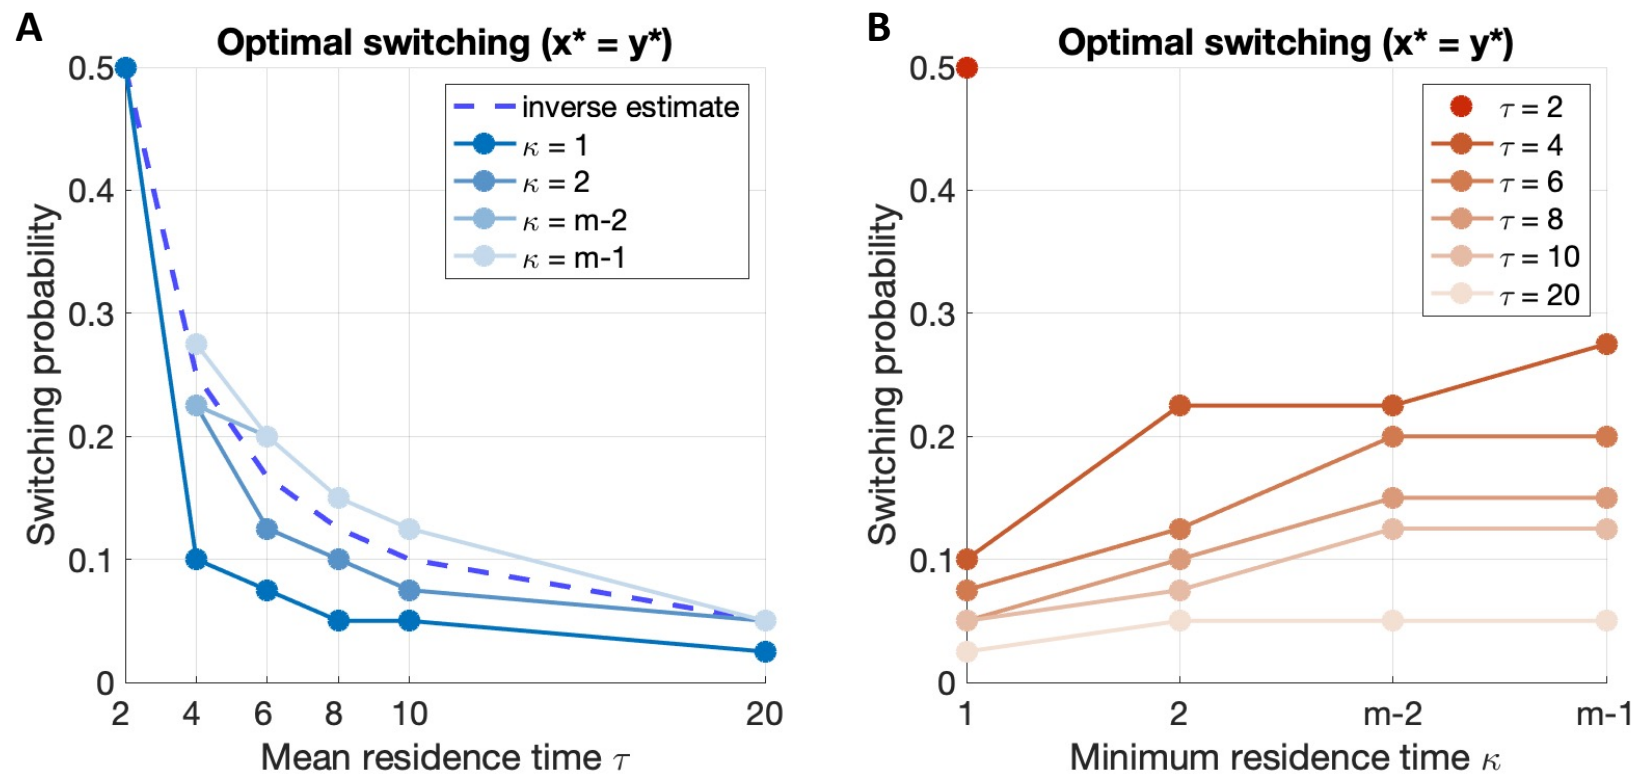 A
Optimal switching (x* = y*)
Switching probability
0.5
0.4
0.3
0.2
0.1
0
2 4 6 8 10 20
Mean residence time τ
inverse estimate
κ = 1
κ = 2
κ = m-2
κ = m-1
B
Optimal switching (x* = y*)
Switching probability
0.5
0.4
0.3
0.2
0.1
0
1 2 m-2 m-1
Minimum residence time κ
τ = 2
τ = 4
τ = 6
τ = 8
τ = 10
τ = 20